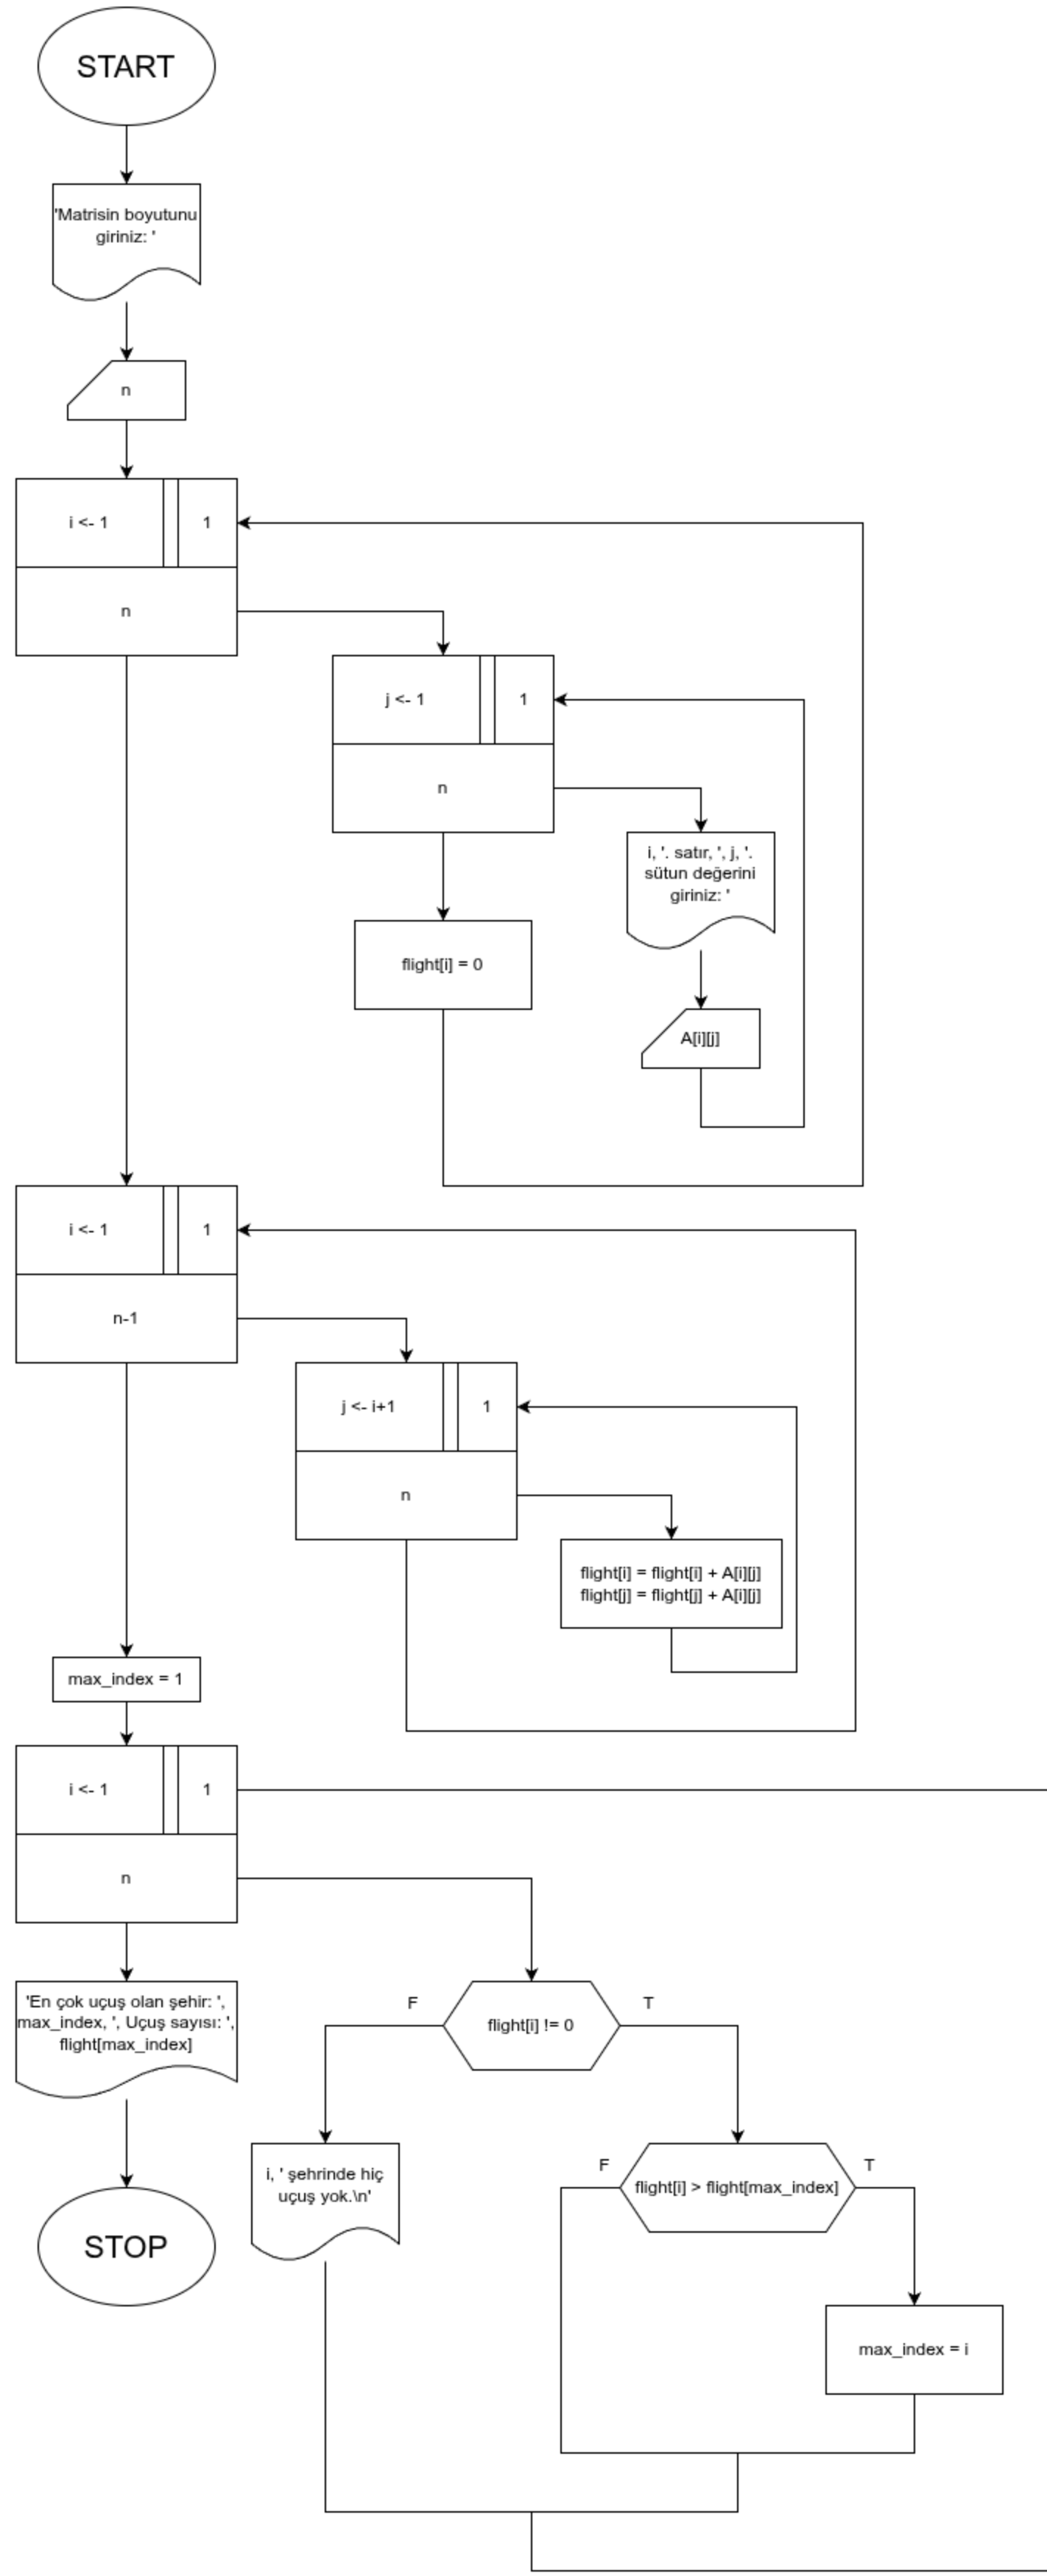 START
'Matrisin boyutunu
giriniz: '
n
i <- 1
1
n
j <- 1
1
n
i, '. satır, ', j, '.
sütun değerini
giriniz: '
flight[i] = 0
A[i][j]
i <- 1
1
n-1
j <- i+1
1
n
flight[i] = flight[i] + A[i][j]
flight[j] = flight[j] + A[i][j]
max_index = 1
i <- 1
1
n
'En çok uçuş olan şehir: ',
max_index, ', Uçuş sayısı: ',
flight[max_index]
F
flight[i] != 0
T
i, ' şehrinde hiç
uçuş yok.\n'
F
flight[i] > flight[max_index]
T
STOP
max_index = i